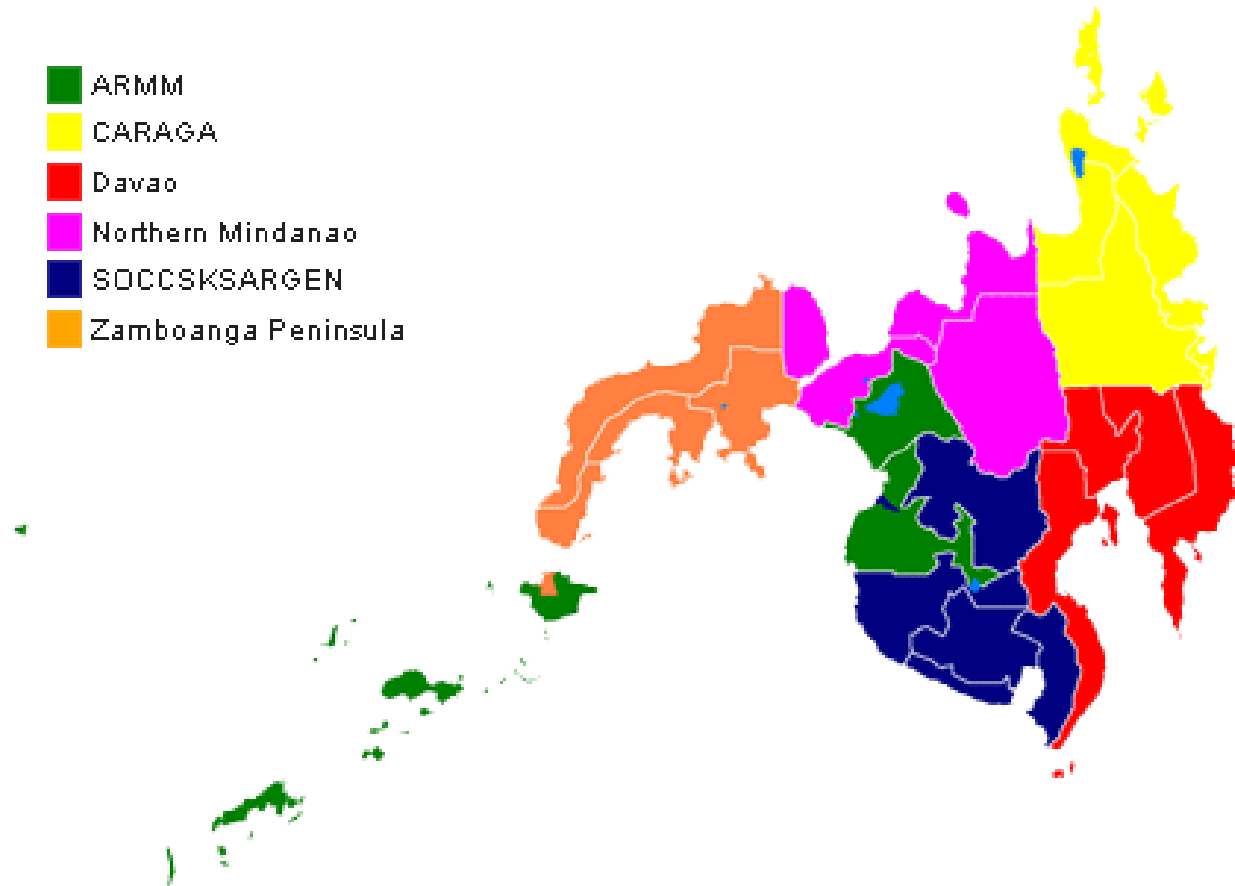 ARMM
CARAGA
Davao
Northern Mindanao
SOCCSKSARGEN
Zamboanga Peninsula